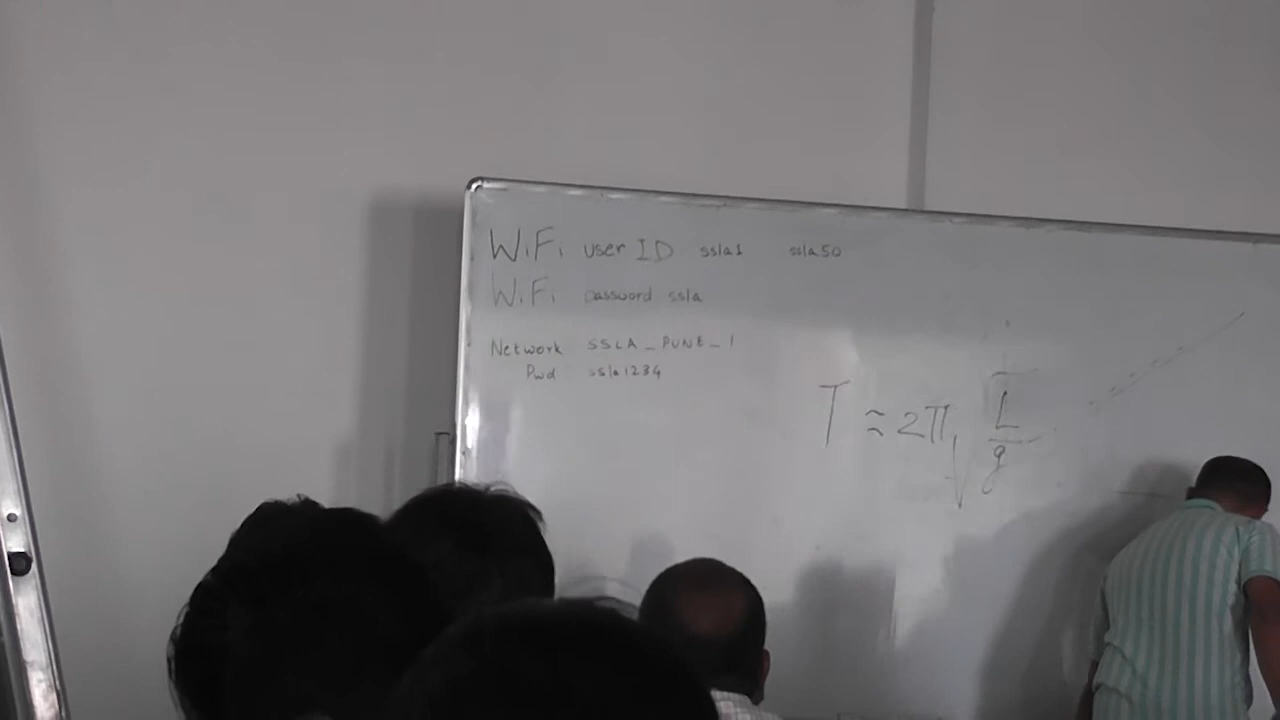 WiFi user ID ssla1 ssla50
WiFi password ssla
Network SSLA_PUNE_1
Pwd ssla1234
T ≈ 2π√(L/g)